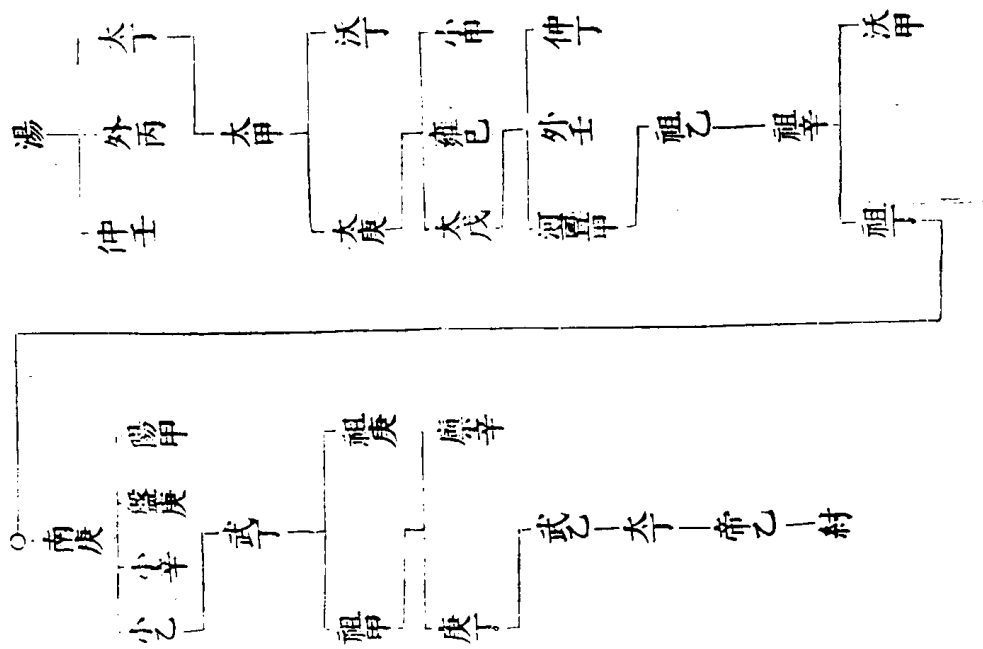 湯
太丁
外丙
仲壬
太甲
沃丁
太庚
小甲
雍巳
太戊
仲丁
外壬
河亶甲
祖乙
祖辛
沃甲
祖丁
南庚
陽甲
盤庚
小辛
小乙
武丁
祖庚
祖甲
廩辛
庚丁
武乙
太丁
帝乙
紂